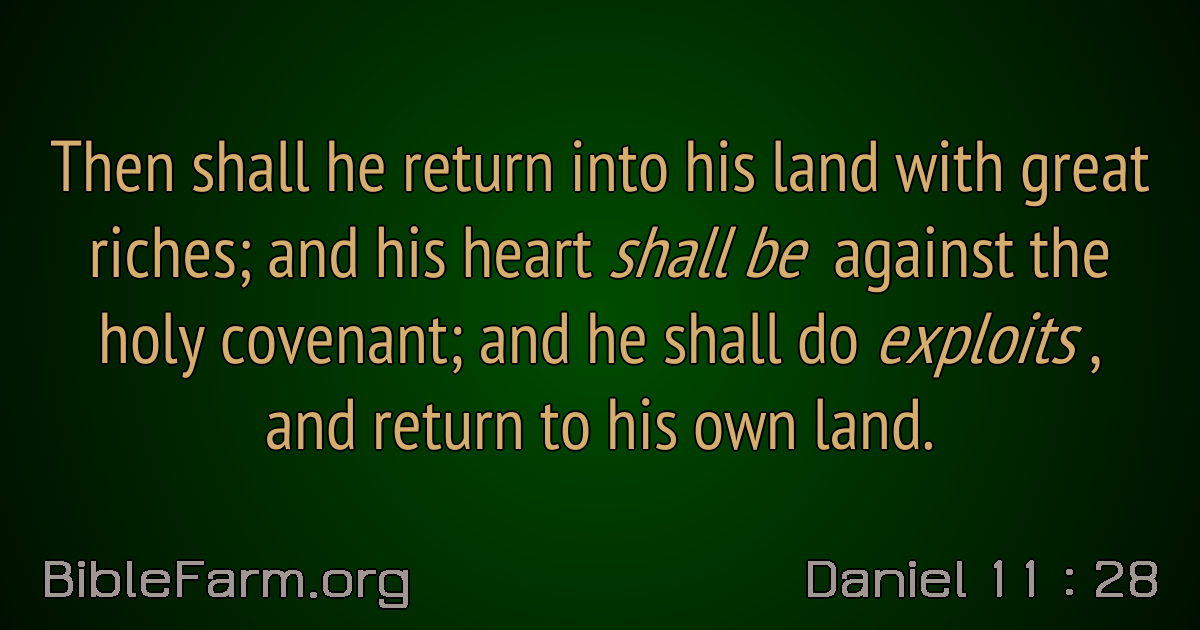 Then shall he return into his land with great
riches; and his heart shall be against the
holy covenant; and he shall do exploits ,
and return to his own land.
BibleFarm.org
Daniel 11 : 28